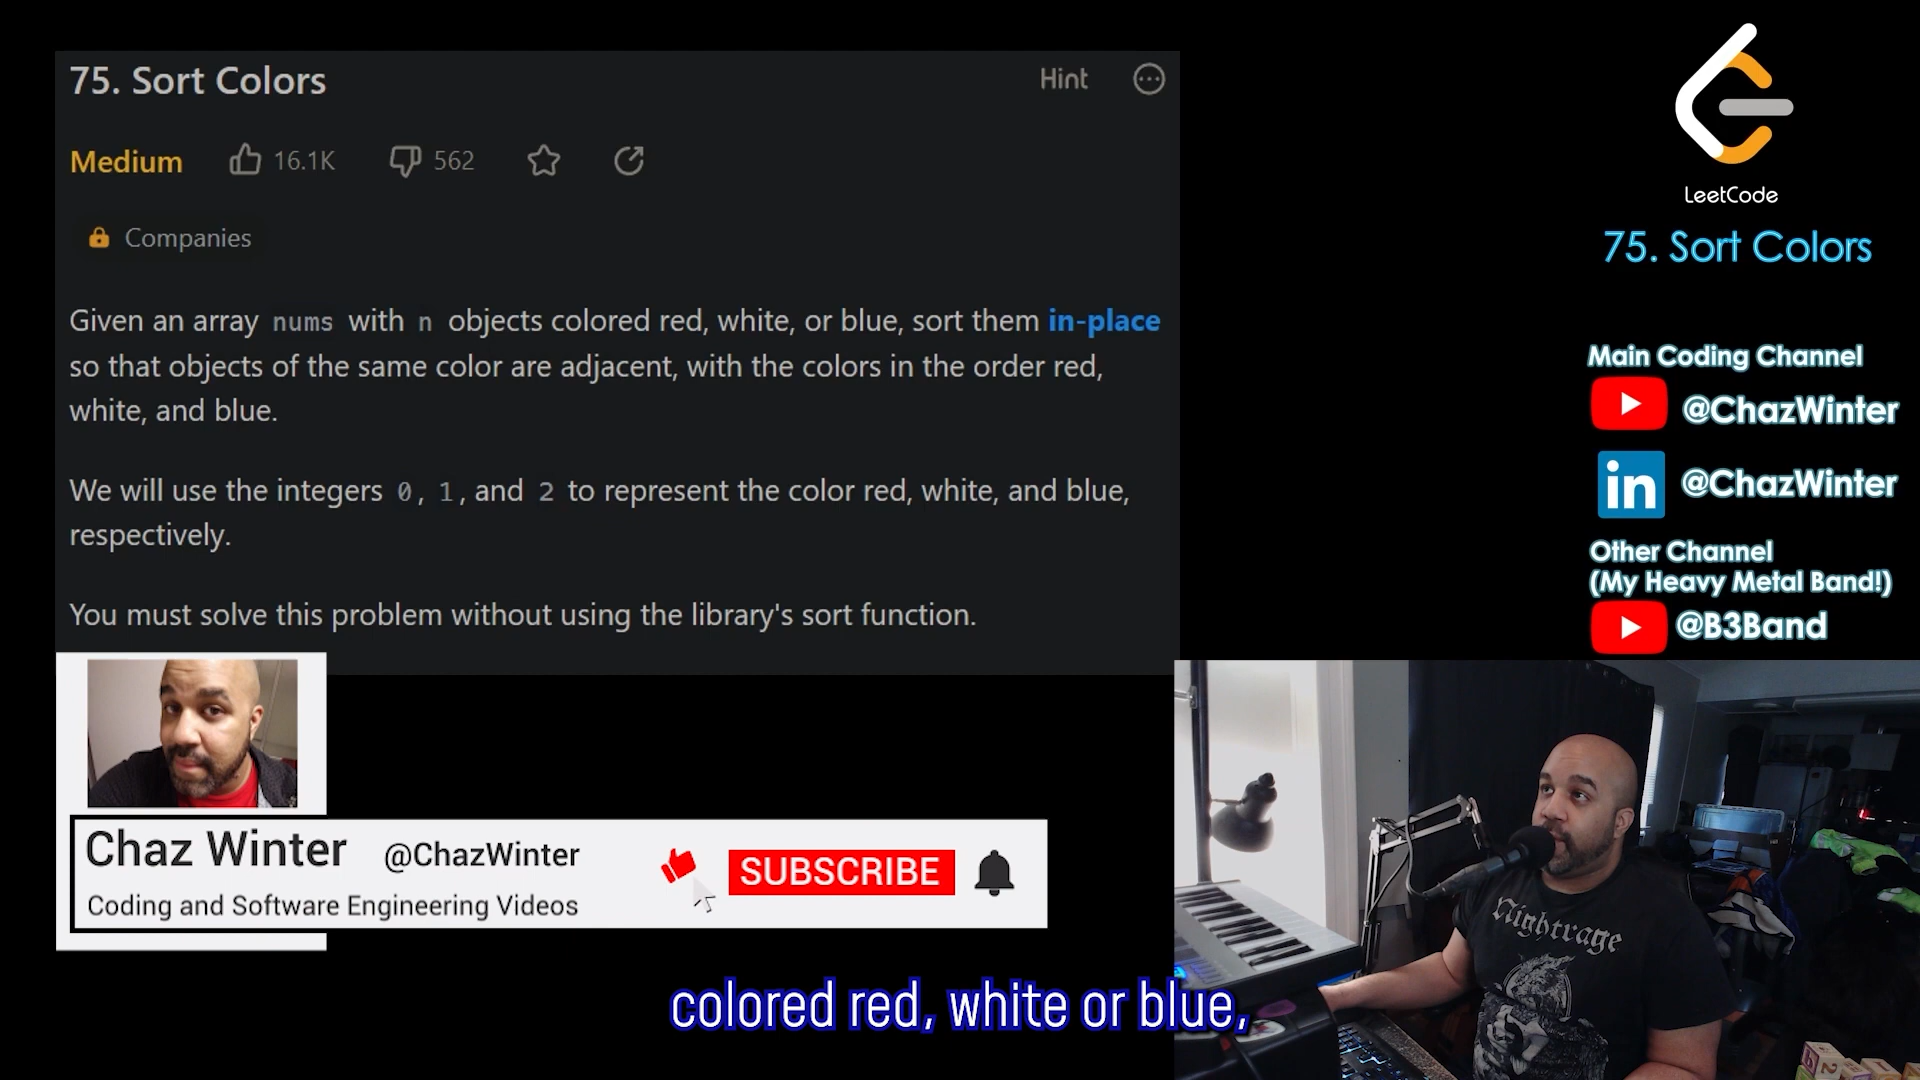 75. Sort Colors
Hint
Medium 16.1K 562
Companies
Given an array nums with n objects colored red, white, or blue, sort them in-place
so that objects of the same color are adjacent, with the colors in the order red,
white, and blue.
We will use the integers 0, 1, and 2 to represent the color red, white, and blue,
respectively.
You must solve this problem without using the library's sort function.
Chaz Winter @ChazWinter
SUBSCRIBE
Coding and Software Engineering Videos
LeetCode
75. Sort Colors
Main Coding Channel
@ChazWinter
in @ChazWinter
Other Channel
(My Heavy Metal Band!)
@B3Band
Nightrage
colored red, white or blue,
2